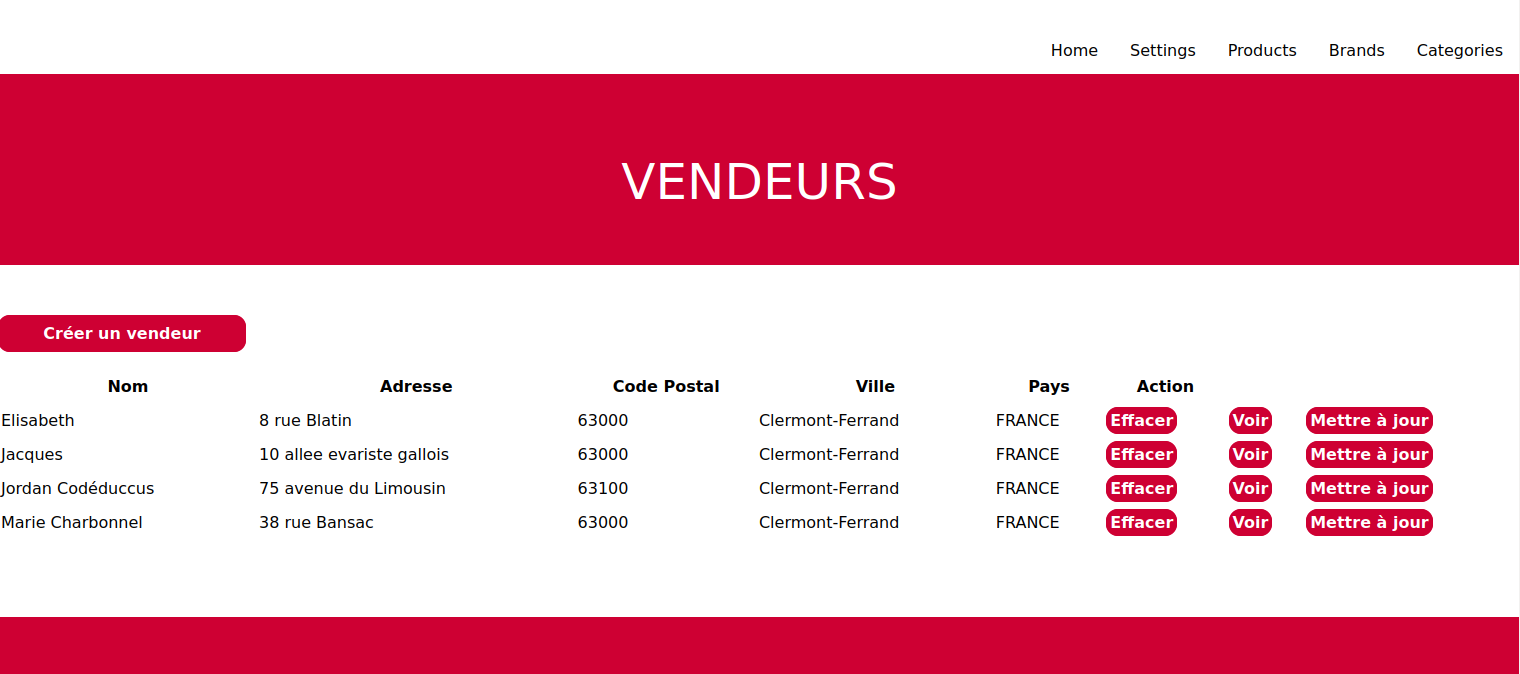 Home Settings Products Brands Categories
VENDEURS
Créer un vendeur
Nom Adresse Code Postal Ville Pays Action
Elisabeth 8 rue Blatin 63000 Clermont-Ferrand FRANCE Effacer Voir Mettre à jour
Jacques 10 allee evariste gallois 63000 Clermont-Ferrand FRANCE Effacer Voir Mettre à jour
Jordan Codéduccus 75 avenue du Limousin 63100 Clermont-Ferrand FRANCE Effacer Voir Mettre à jour
Marie Charbonnel 38 rue Bansac 63000 Clermont-Ferrand FRANCE Effacer Voir Mettre à jour